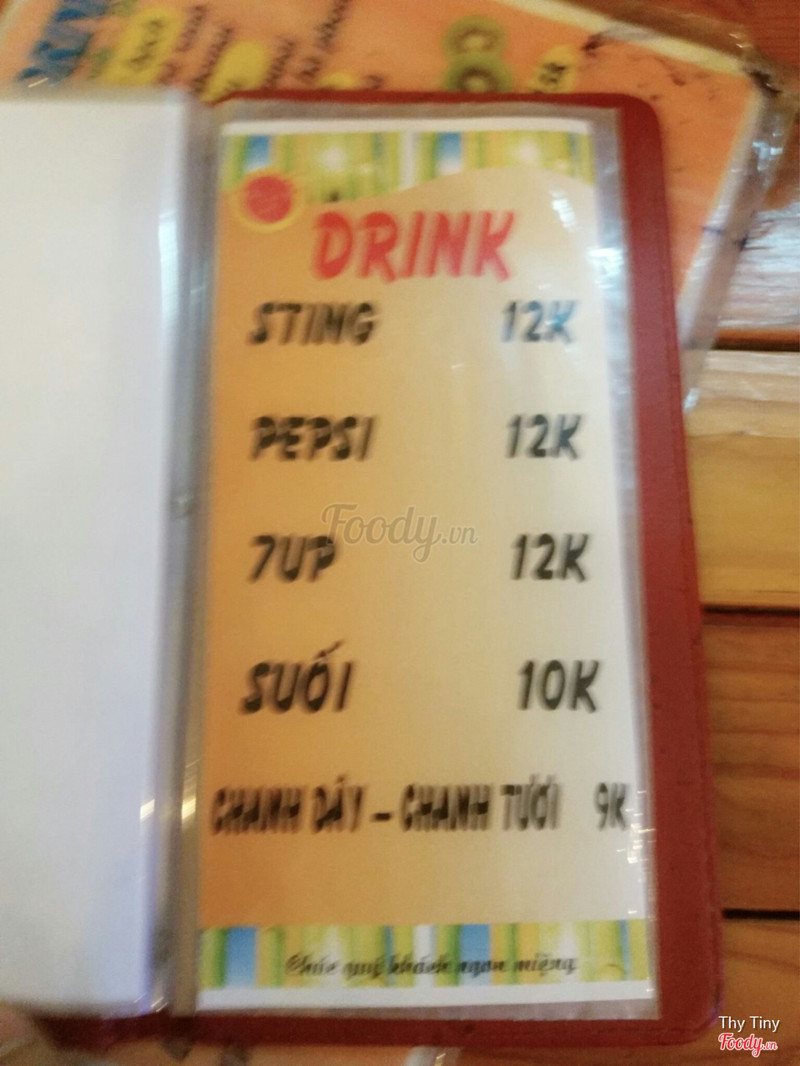 DRINK
STING 12K
PEPSI 12K
Foody.vn
7UP 12K
SUỐI 10K
CHANH DÂY – CHANH TƯƠI 9K
Chúc quý khách ngon miệng
Thy Tiny
Foody.vn